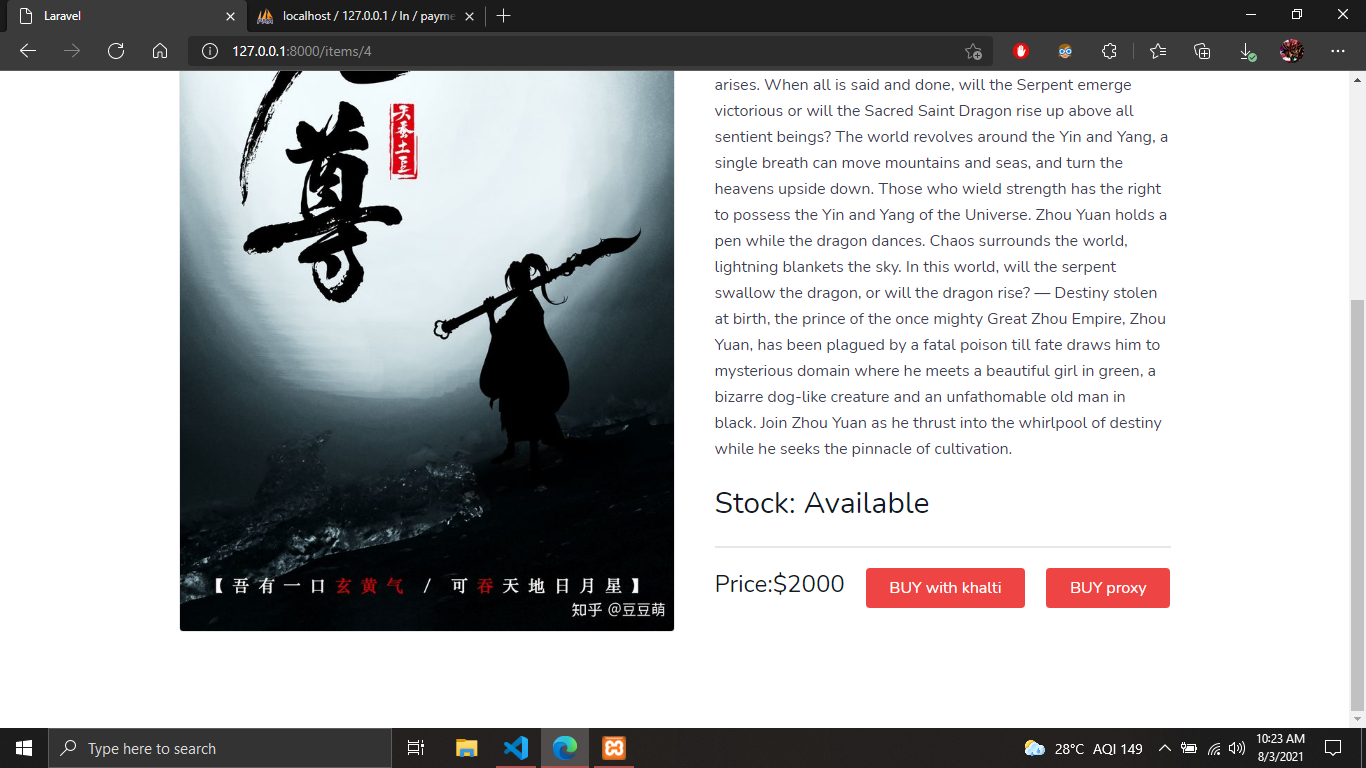 Laravel
localhost / 127.0.0.1 / ln / payme
127.0.0.1:8000/items/4
尊
天蚕土豆
【吾有一口玄黄气 / 可吞天地日月星】
知乎 @豆豆萌
arises. When all is said and done, will the Serpent emerge
victorious or will the Sacred Saint Dragon rise up above all
sentient beings? The world revolves around the Yin and Yang, a
single breath can move mountains and seas, and turn the
heavens upside down. Those who wield strength has the right
to possess the Yin and Yang of the Universe. Zhou Yuan holds a
pen while the dragon dances. Chaos surrounds the world,
lightning blankets the sky. In this world, will the serpent
swallow the dragon, or will the dragon rise? — Destiny stolen
at birth, the prince of the once mighty Great Zhou Empire, Zhou
Yuan, has been plagued by a fatal poison till fate draws him to
mysterious domain where he meets a beautiful girl in green, a
bizarre dog-like creature and an unfathomable old man in
black. Join Zhou Yuan as he thrust into the whirlpool of destiny
while he seeks the pinnacle of cultivation.
Stock: Available
Price:$2000
BUY with khalti
BUY proxy
Type here to search
28°C AQI 149
10:23 AM
8/3/2021